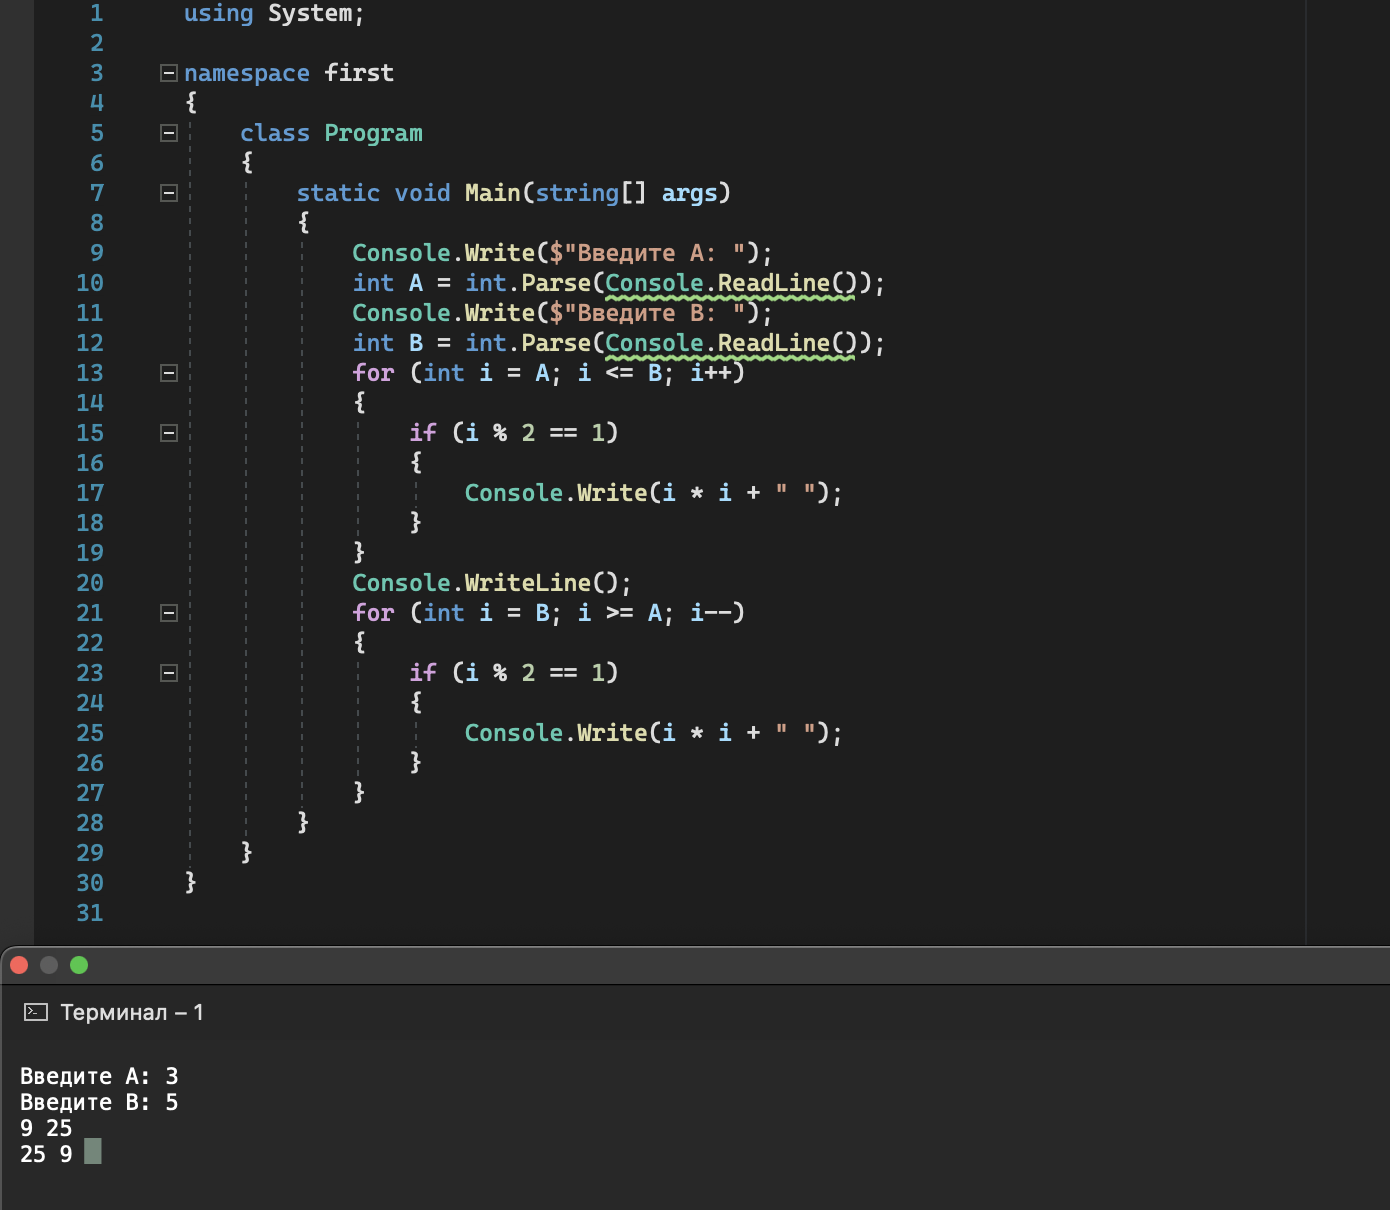 1 using System;
2
3 namespace first
4 {
5     class Program
6     {
7         static void Main(string[] args)
8         {
9             Console.Write($"Введите A: ");
10             int A = int.Parse(Console.ReadLine());
11             Console.Write($"Введите B: ");
12             int B = int.Parse(Console.ReadLine());
13             for (int i = A; i <= B; i++)
14             {
15                 if (i % 2 == 1)
16                 {
17                     Console.Write(i * i + " ");
18                 }
19             }
20             Console.WriteLine();
21             for (int i = B; i >= A; i--)
22             {
23                 if (i % 2 == 1)
24                 {
25                     Console.Write(i * i + " ");
26                 }
27             }
28         }
29     }
30 }
31
Терминал – 1
Введите A: 3
Введите B: 5
9 25
25 9